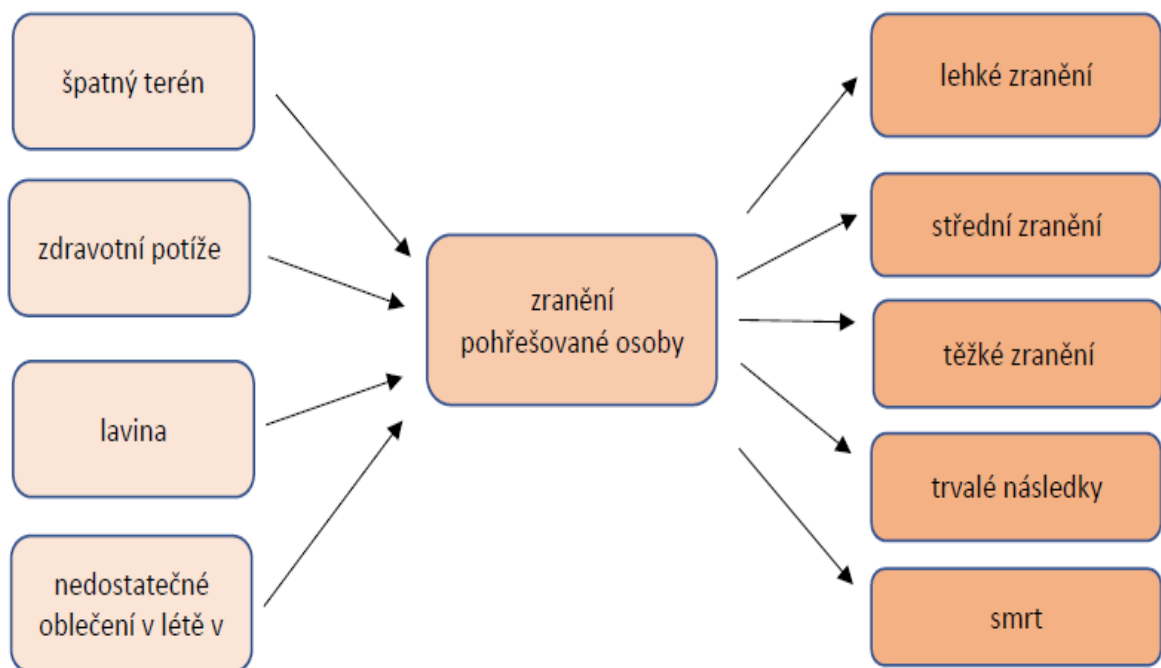 špatný terén
zdravotní potíže
lavina
nedostatečné
oblečení v létě v
zranění
pohřešované osoby
lehké zranění
střední zranění
těžké zranění
trvalé následky
smrt